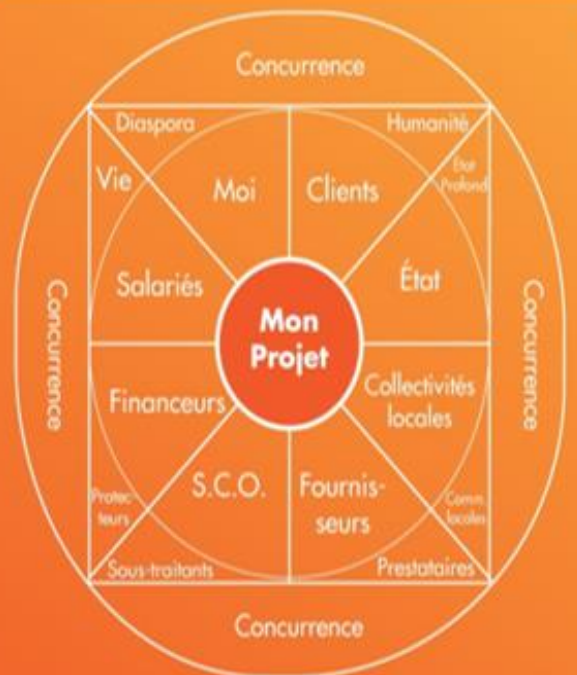 Concurrence
Diaspora
Humanité
Vie
Moi
Clients
État
Profond
Salariés
État
Concurrence
Mon
Projet
Concurrence
Financeurs
Collectivités
locales
S.C.O.
Fournis-
seurs
Protec-
teurs
Comm.
locales
Sous-traitants
Prestataires
Concurrence